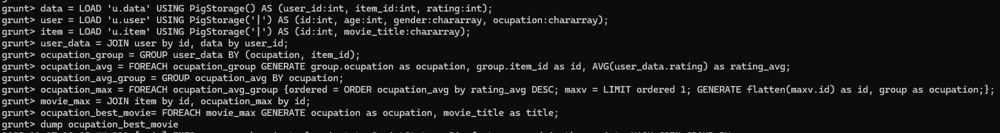 grunt> data = LOAD 'u.data' USING PigStorage() AS (user_id:int, item_id:int, rating:int);
grunt> user = LOAD 'u.user' USING PigStorage('|') AS (id:int, age:int, gender:chararray, ocupation:chararray);
grunt> item = LOAD 'u.item' USING PigStorage('|') AS (id:int, movie_title:chararray);
grunt> user_data = JOIN user by id, data by user_id;
grunt> ocupation_group = GROUP user_data BY (ocupation, item_id);
grunt> ocupation_avg = FOREACH ocupation_group GENERATE group.ocupation as ocupation, group.item_id as id, AVG(user_data.rating) as rating_avg;
grunt> ocupation_avg_group = GROUP ocupation_avg BY ocupation;
grunt> ocupation_max = FOREACH ocupation_avg_group {ordered = ORDER ocupation_avg by rating_avg DESC; maxv = LIMIT ordered 1; GENERATE flatten(maxv.id) as id, group as ocupation;};
grunt> movie_max = JOIN item by id, ocupation_max by id;
grunt> ocupation_best_movie= FOREACH movie_max GENERATE ocupation as ocupation, movie_title as title;
grunt> dump ocupation_best_movie